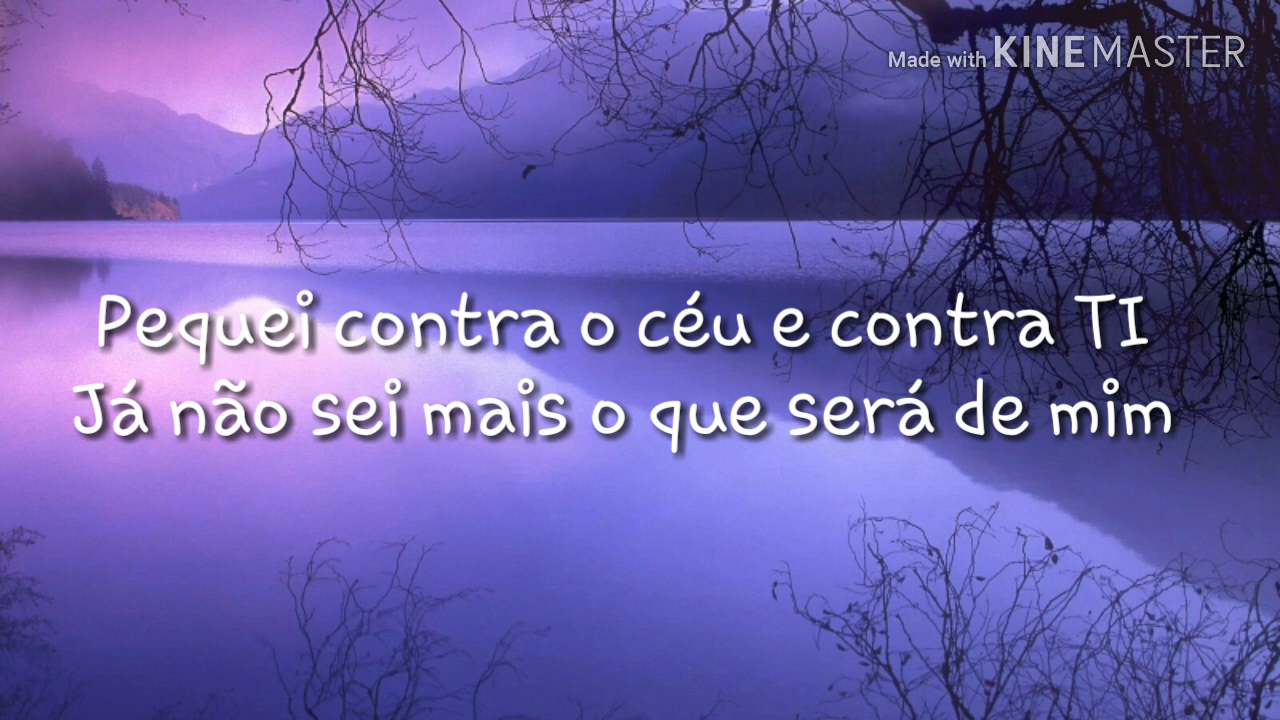 Made with KINEMASTER
Pequei contra o céu e contra TI
Já não sei mais o que será de mim